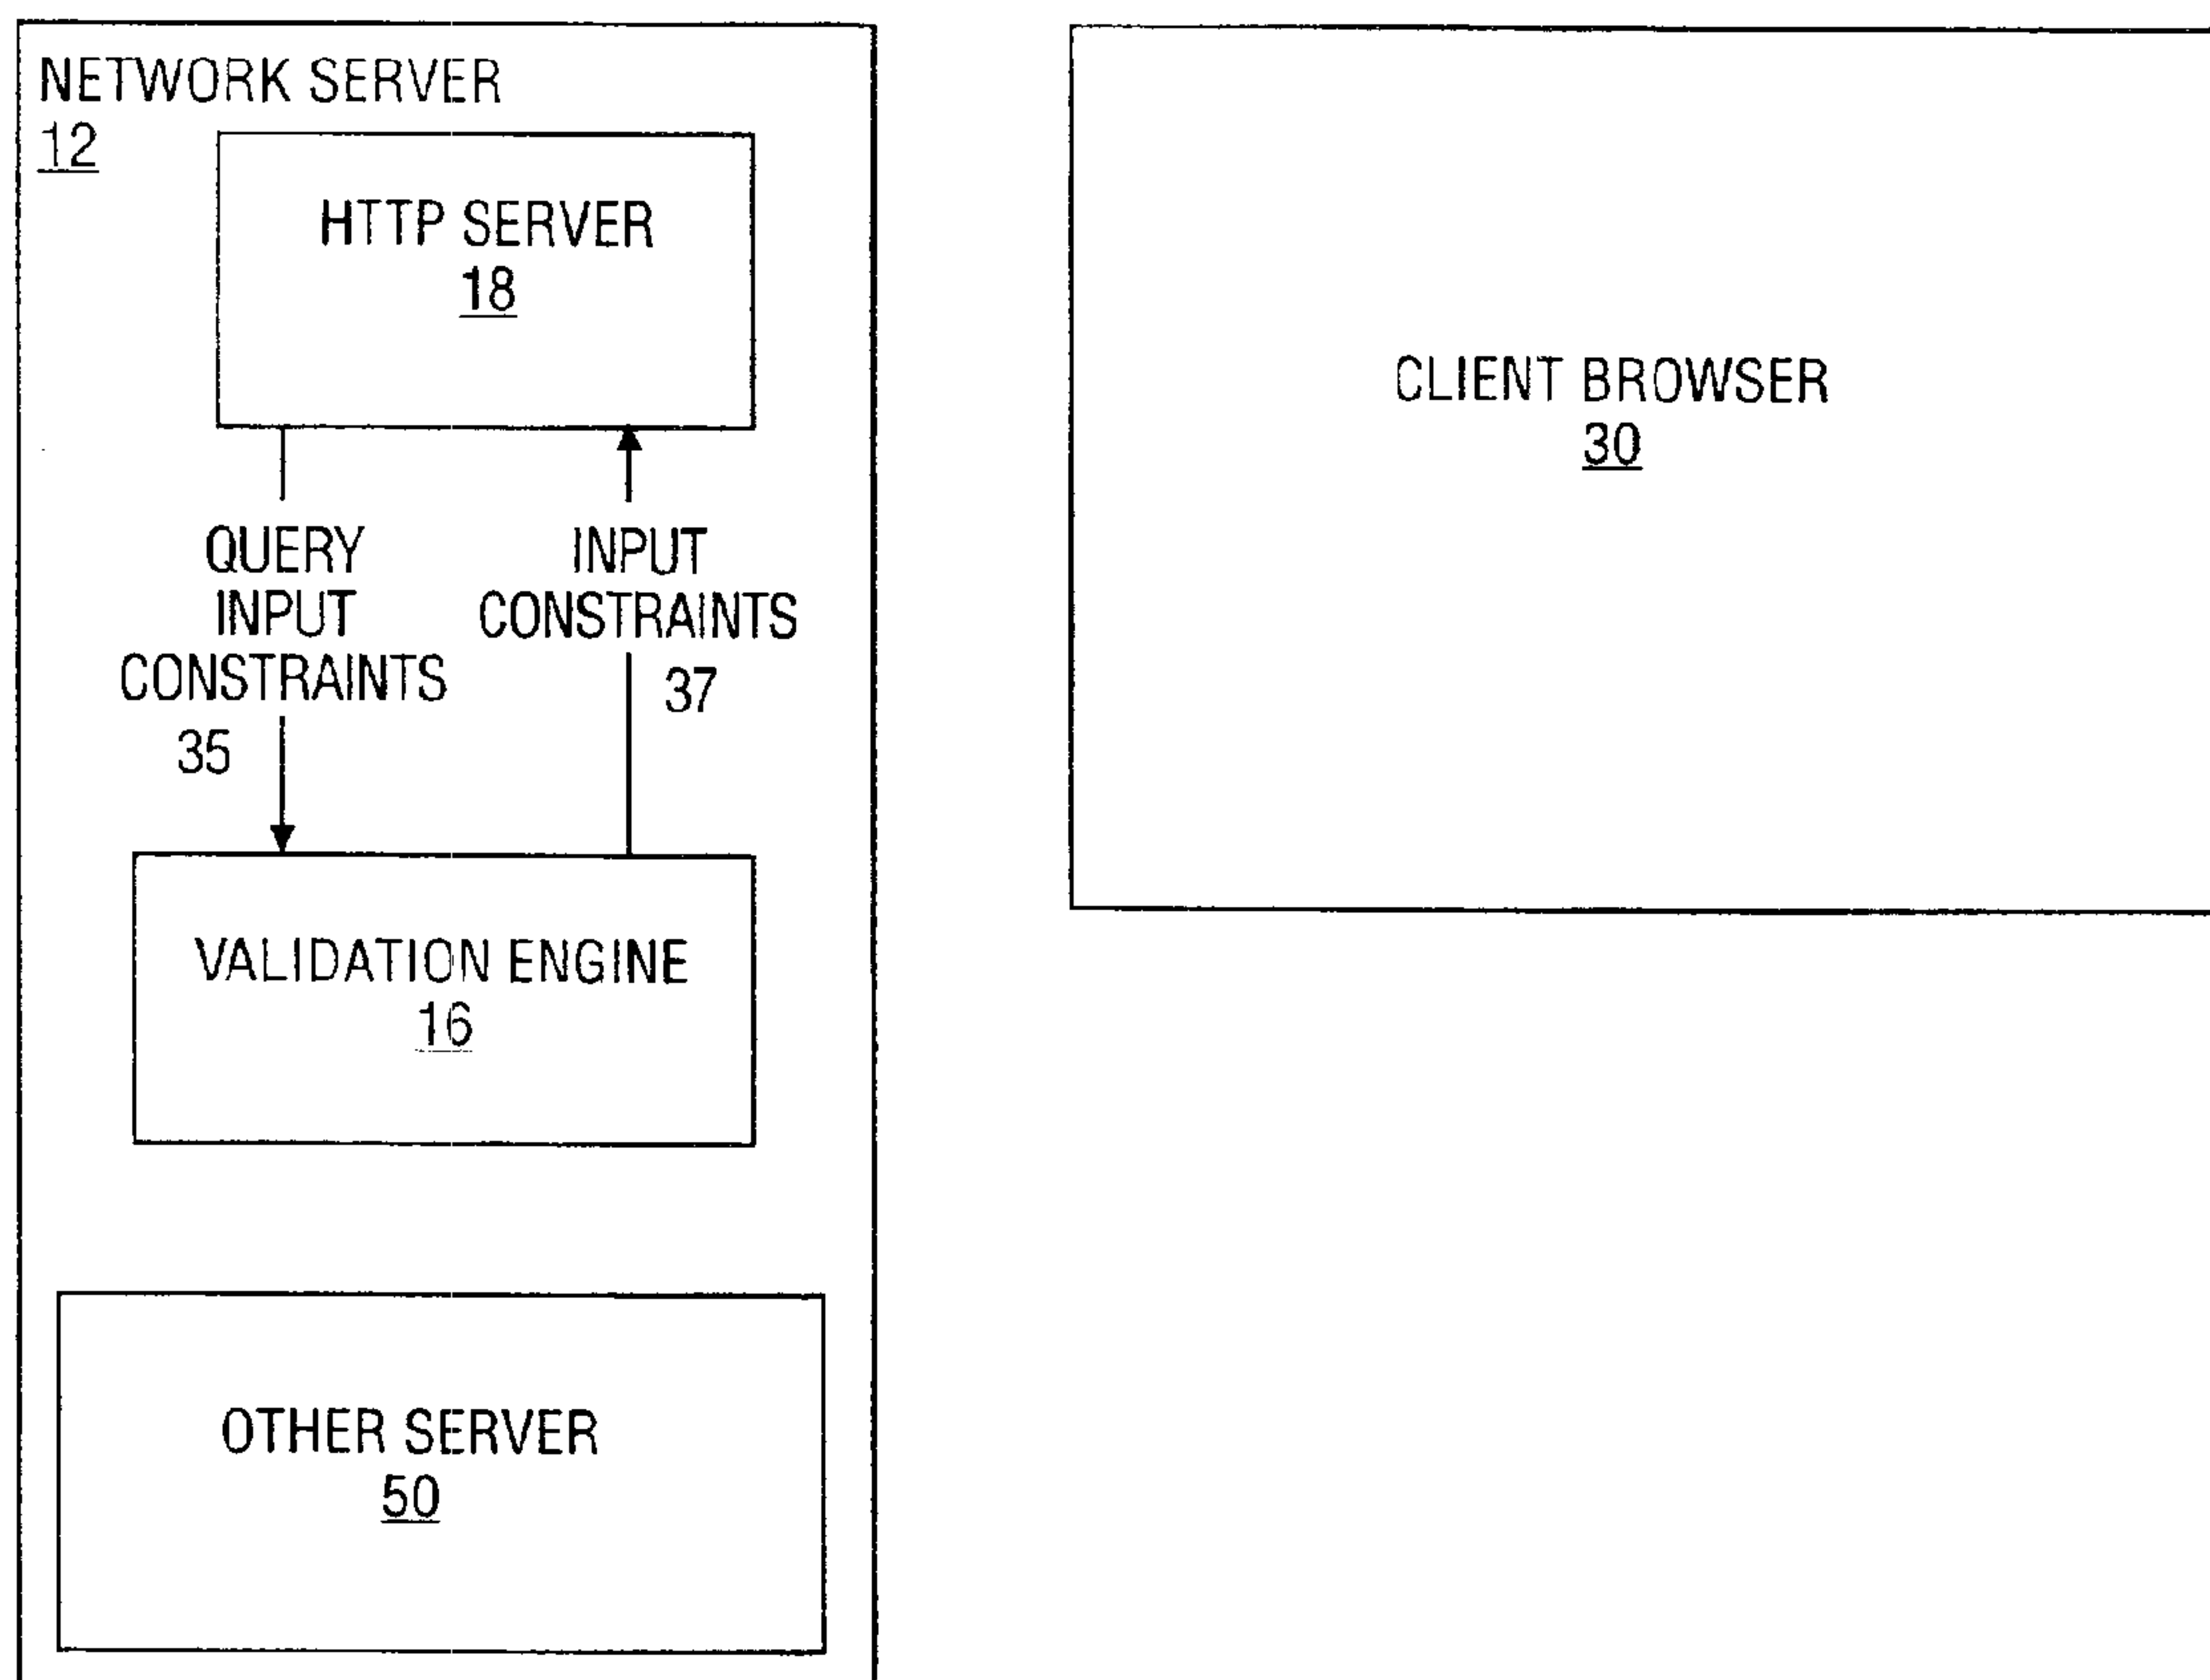 NETWORK SERVER
12
HTTP SERVER
18
QUERY
INPUT
CONSTRAINTS
35
INPUT
CONSTRAINTS
37
VALIDATION ENGINE
16
OTHER SERVER
50
CLIENT BROWSER
30